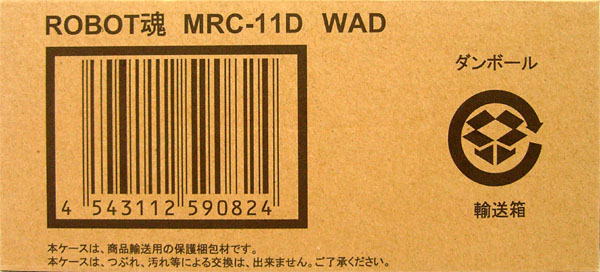 ROBOT魂 MRC-11D WAD
ダンボール
4 543112 590824
輸送箱
本ケースは、商品輸送用の保護梱包材です。
本ケースは、つぶれ、汚れ等による交換は、出来ません。ご了承ください。